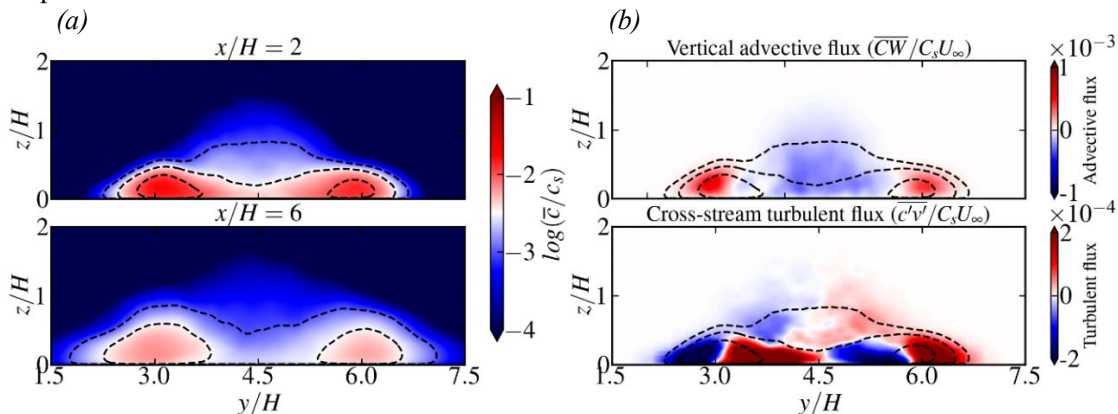 (a)
x/H = 2
2
z/H
1
0
x/H = 6
2
z/H
1
0
1.5 3.0 4.5 6.0 7.5
y/H
−1
−2
−3
−4
log(c̅/c_s)
(b)
Vertical advective flux (C̅W̅/C_sU_∞)
2
z/H
1
0
Cross-stream turbulent flux (c̅′v̅′/C_sU_∞)
2
z/H
1
0
1.5 3.0 4.5 6.0 7.5
y/H
×10⁻³
1
0
-1
Advective flux
×10⁻⁴
2
0
-2
Turbulent flux